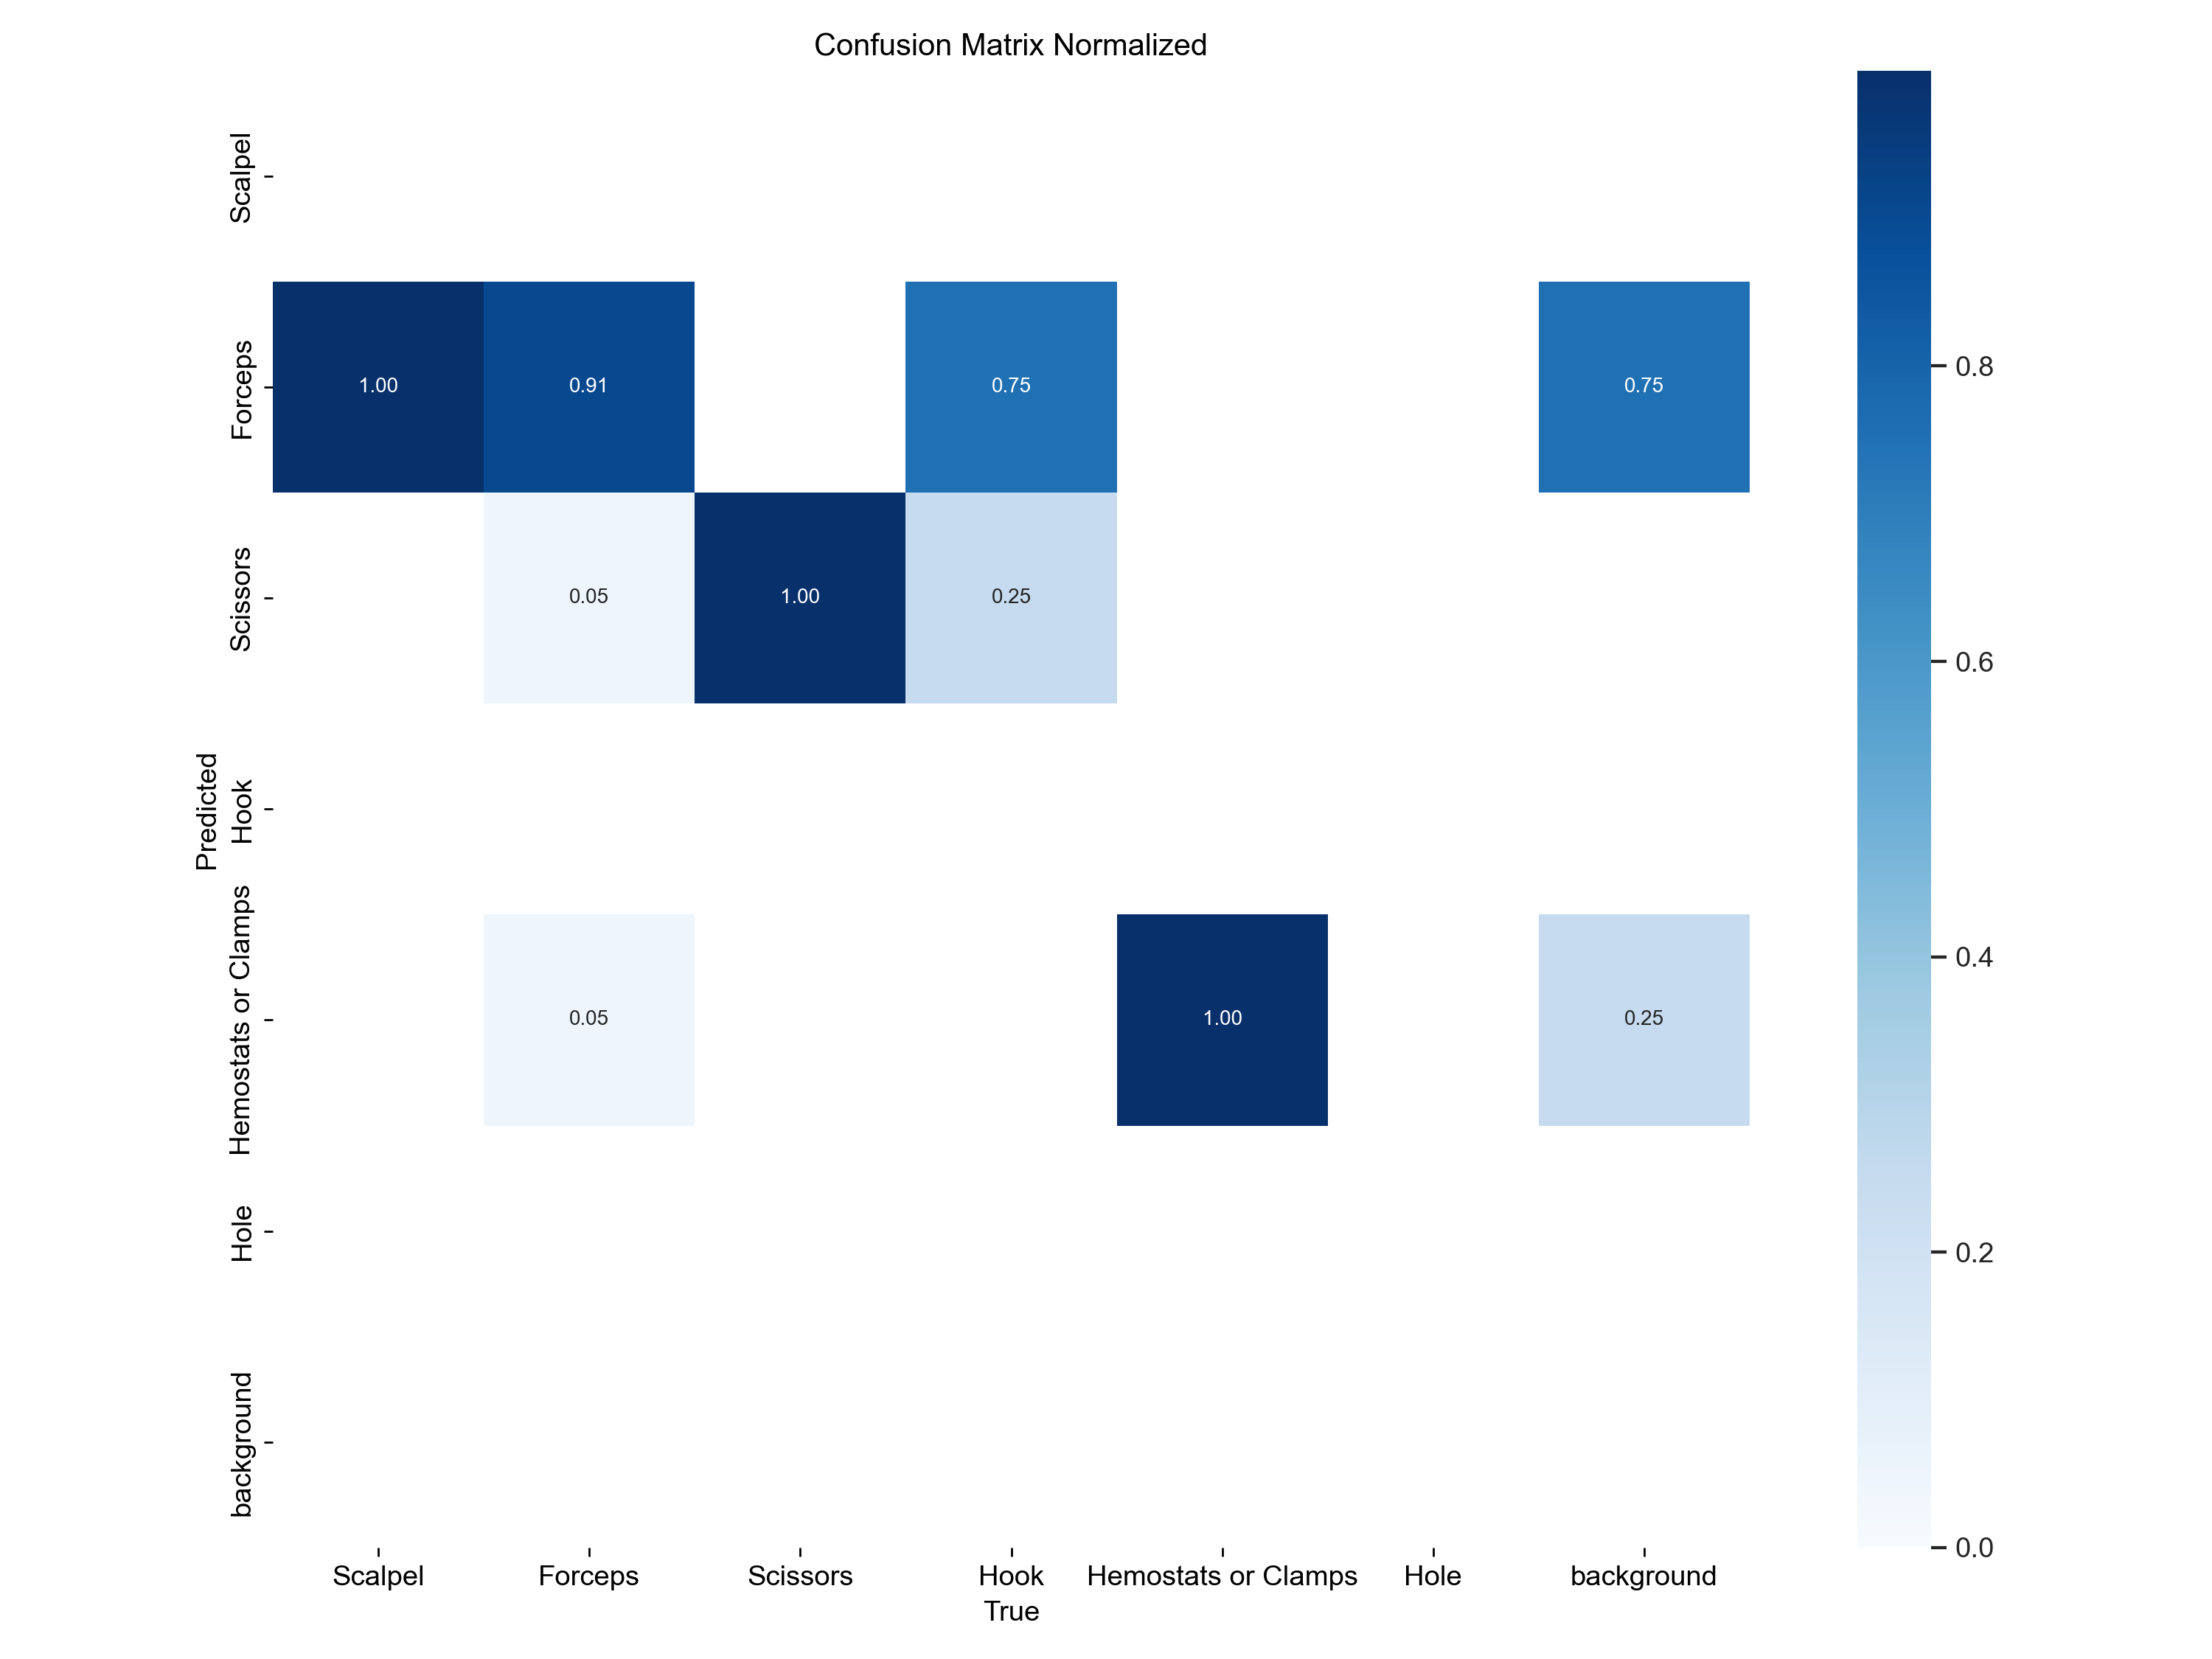 Confusion Matrix Normalized
Scalpel
Forceps
Scissors
Hook
Hemostats or Clamps
Hole
background
Predicted
1.00
0.91
0.75
0.75
0.05
1.00
0.25
0.05
1.00
0.25
0.8
0.6
0.4
0.2
0.0
Scalpel Forceps Scissors Hook Hemostats or Clamps Hole background
True